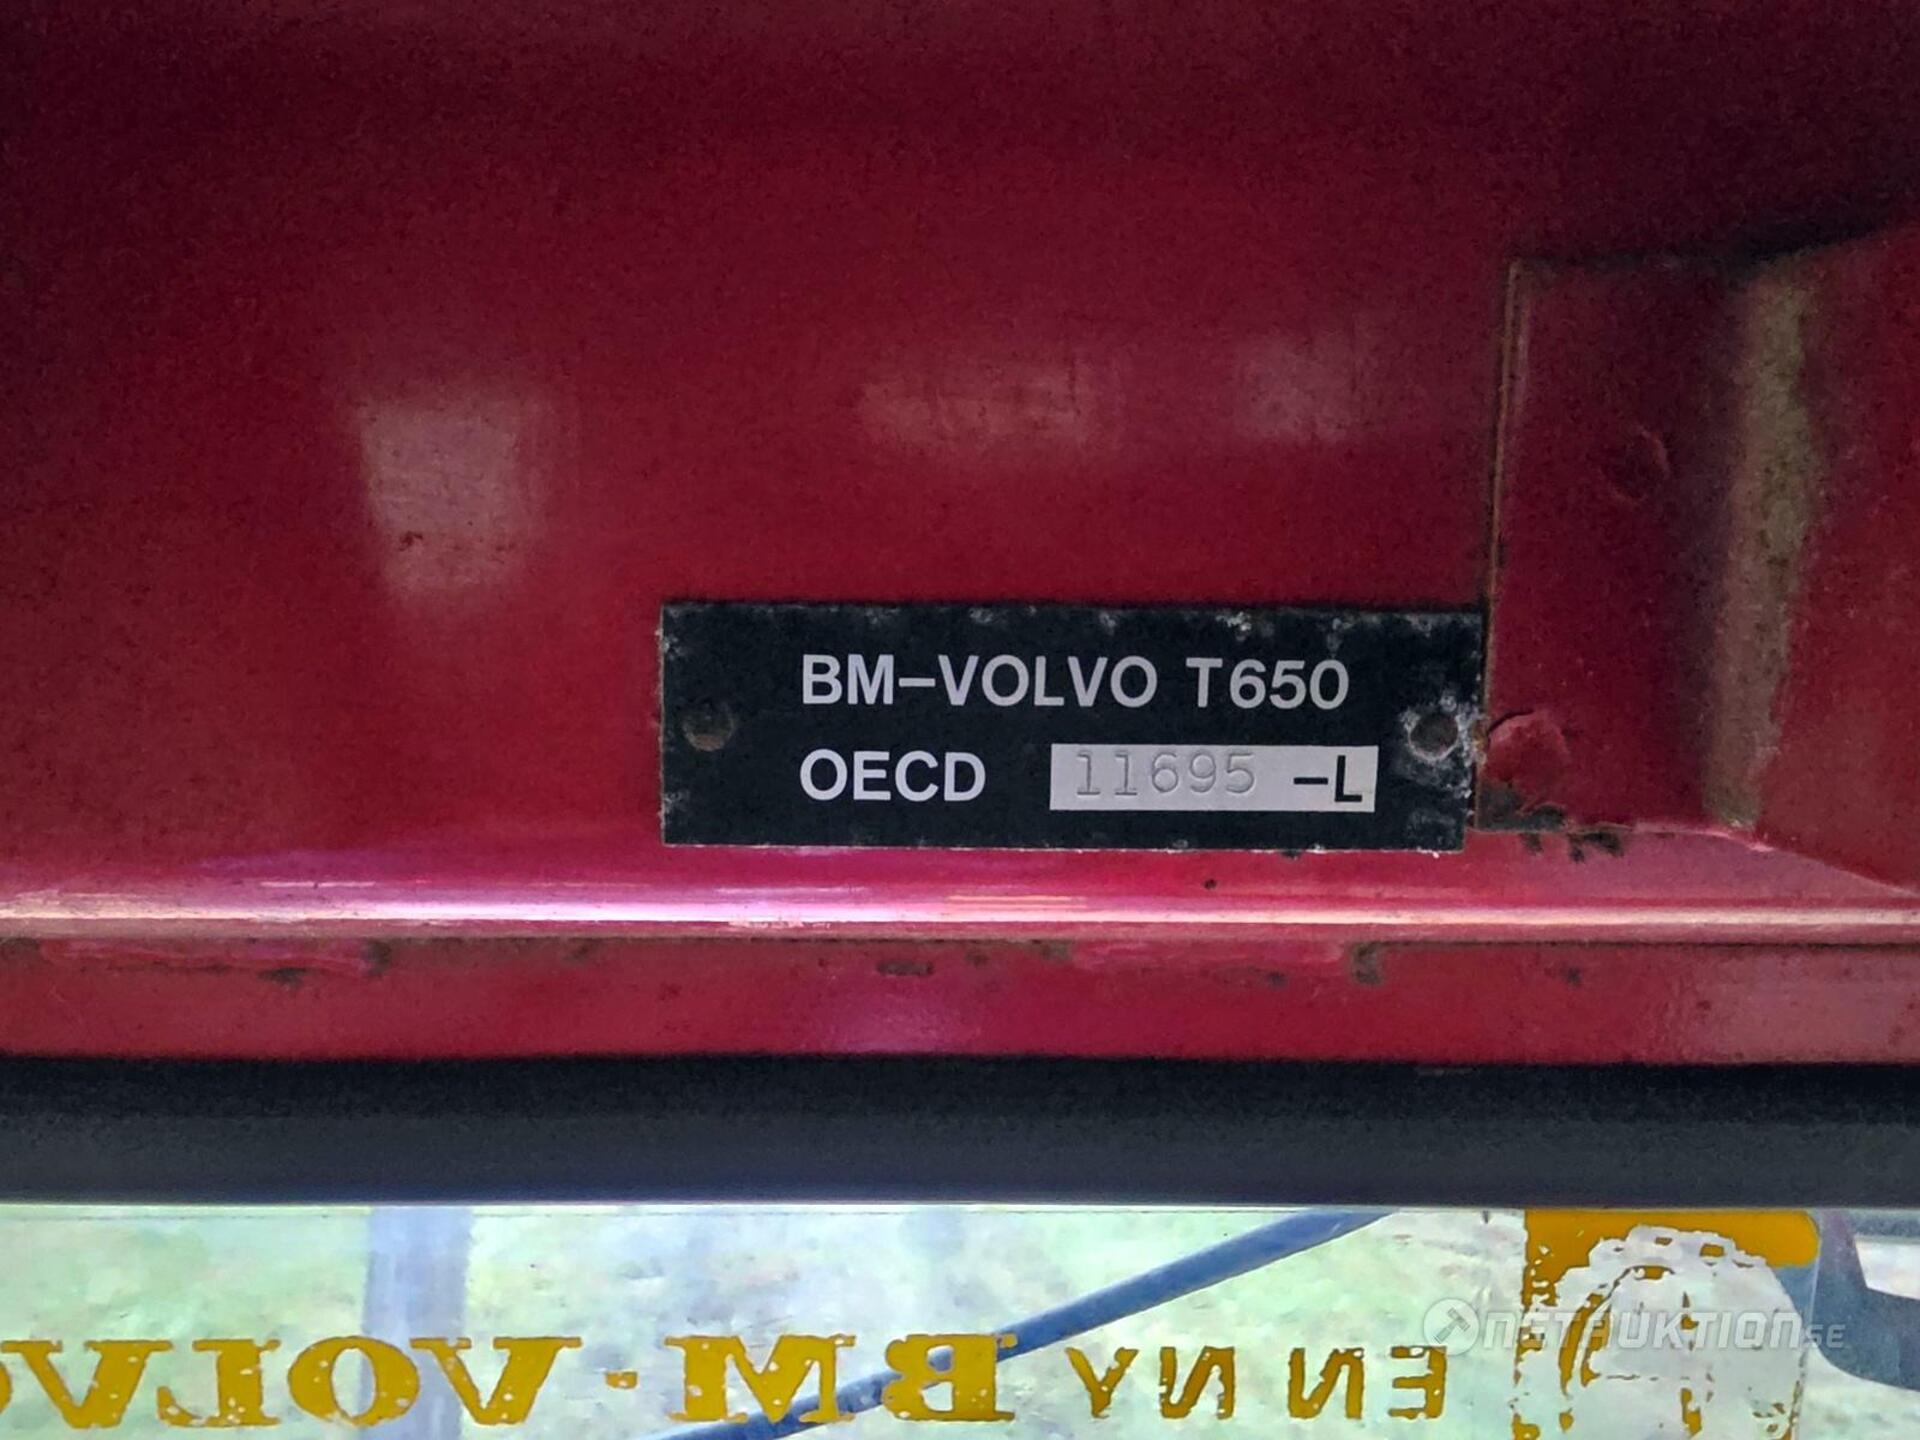 BM-VOLVO T650
OECD 11695 -L
EN NY BM·VOLVO
NETAUKTION.SE